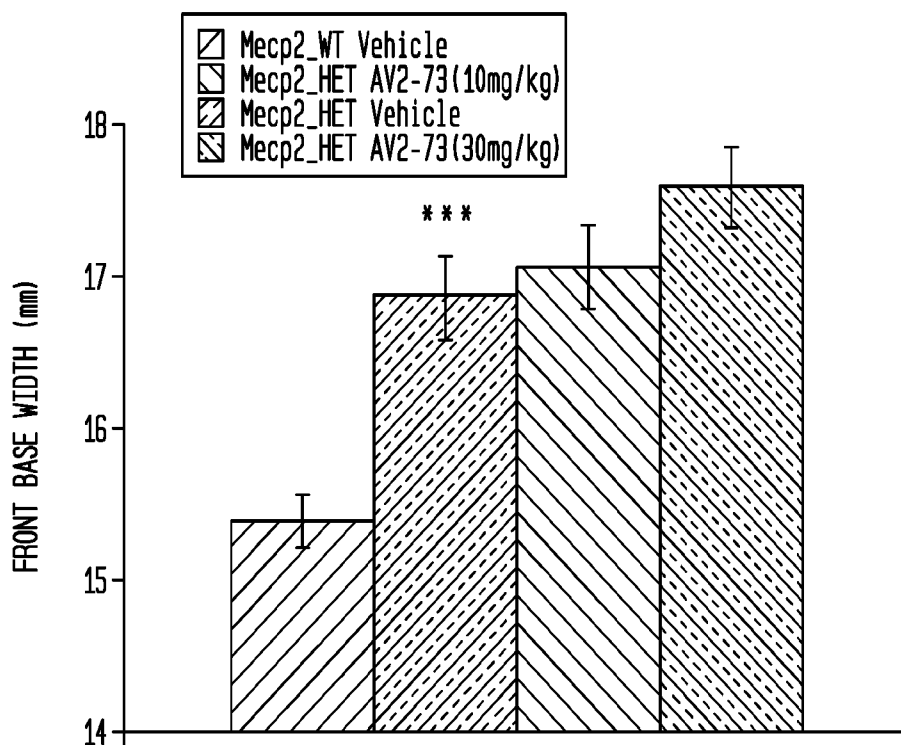 Mecp2_WT Vehicle
Mecp2_HET AV2-73(10mg/kg)
Mecp2_HET Vehicle
Mecp2_HET AV2-73(30mg/kg)
***
FRONT BASE WIDTH (mm)
18
17
16
15
14